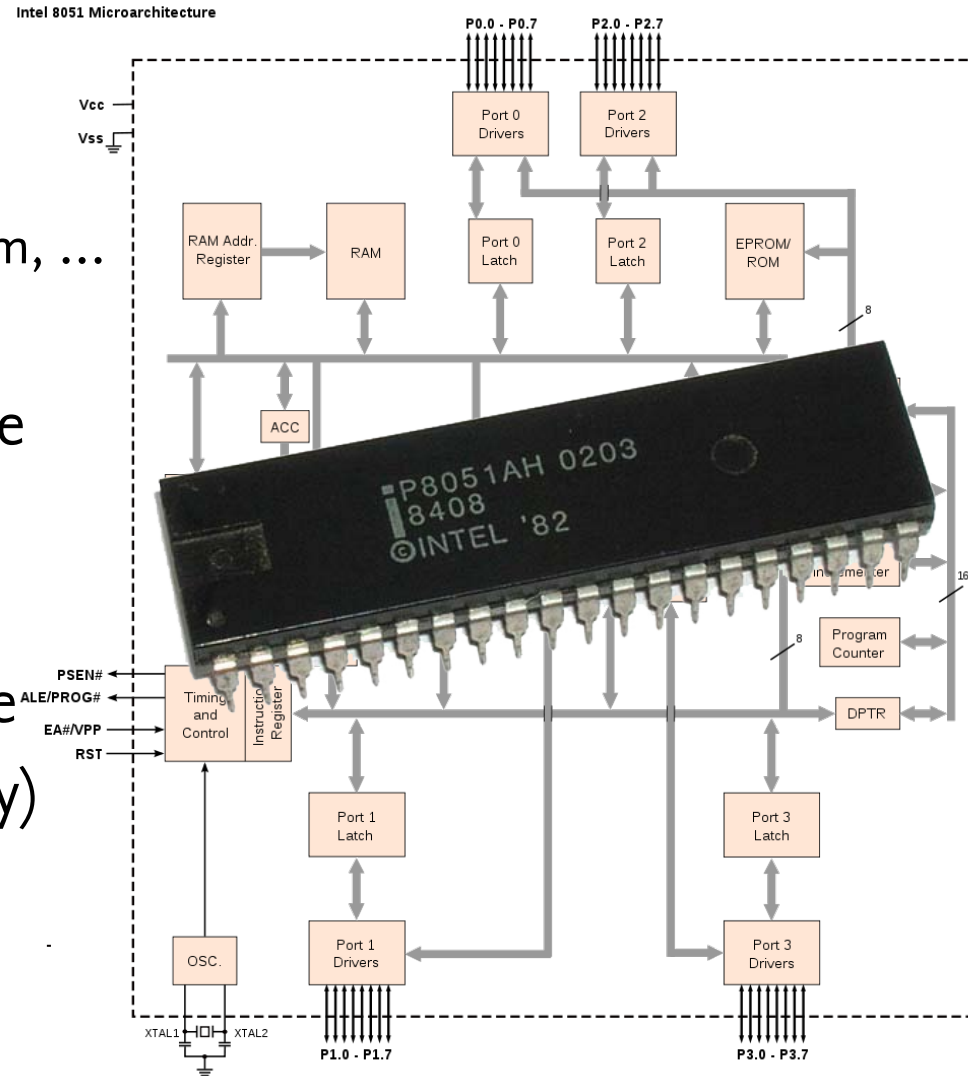 Intel 8051 Microarchitecture
P0.0 - P0.7
P2.0 - P2.7
Vcc
Vss
Port 0
Drivers
Port 2
Drivers
m, ...
RAM Addr.
Register
RAM
Port 0
Latch
Port 2
Latch
EPROM/
ROM
8
e
ACC
P8051AH 0203
8408
©INTEL '82
16
8
Program
Counter
PSEN#
e
ALE/PROG#
EA#/VPP
RST
Timing
and
Control
Instruction
Register
DPTR
y)
Port 1
Latch
Port 3
Latch
-
OSC.
Port 1
Drivers
Port 3
Drivers
XTAL1
XTAL2
P1.0 - P1.7
P3.0 - P3.7